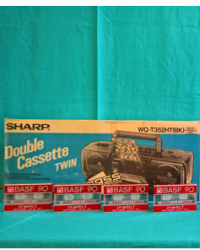 SHARP
WQ-T352HT(BK)
Double
Cassette
TWIN
BASF 90
BASF 90
BASF 90
BASF 90